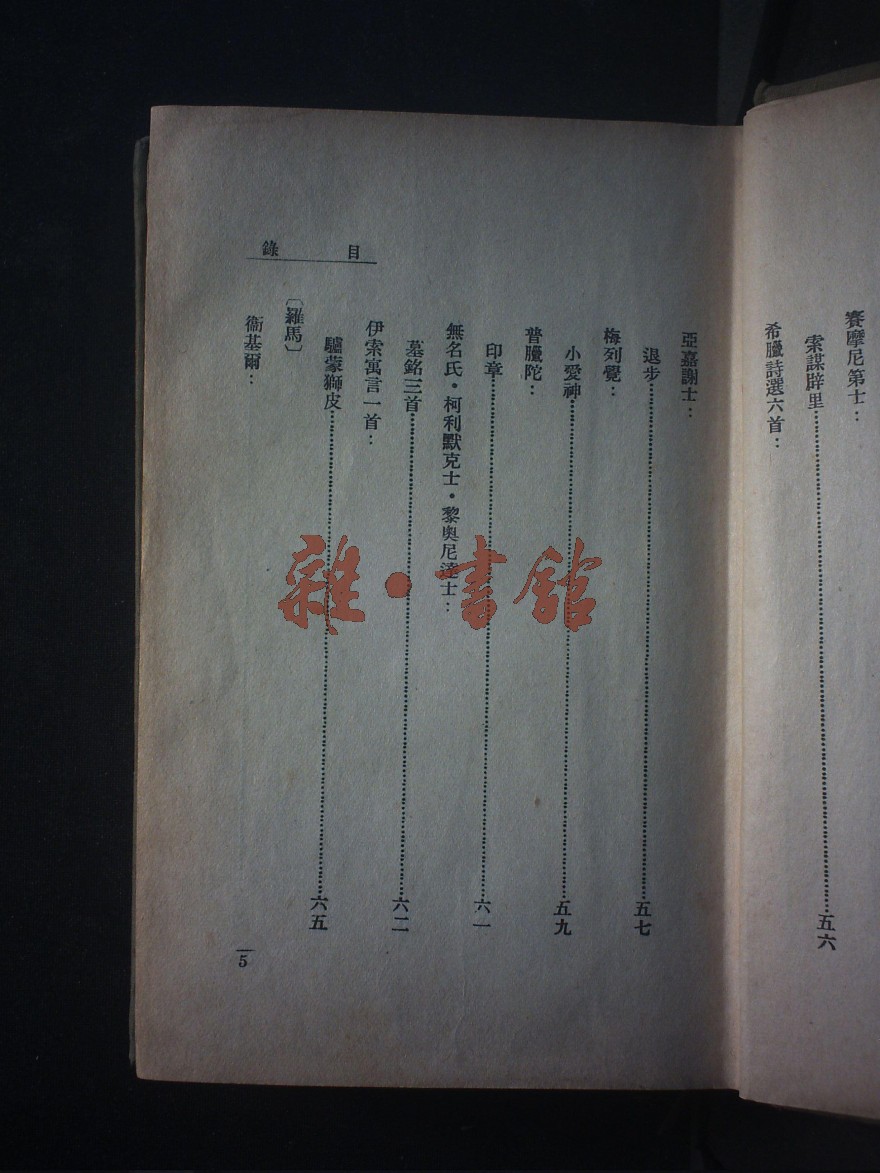 賽摩尼第士：
索謀辟里……五六
希臘詩選六首：
目錄
亞嘉謝士：
退步……五七
梅列覺：
小愛神……五九
普臘陀：
印章……六一
無名氏·柯利默克士·黎奧尼達士：
墓銘三首……六二
伊索寓言一首：
驢蒙獅皮……六五
〔羅馬〕
衞基爾：
5
雜·書館